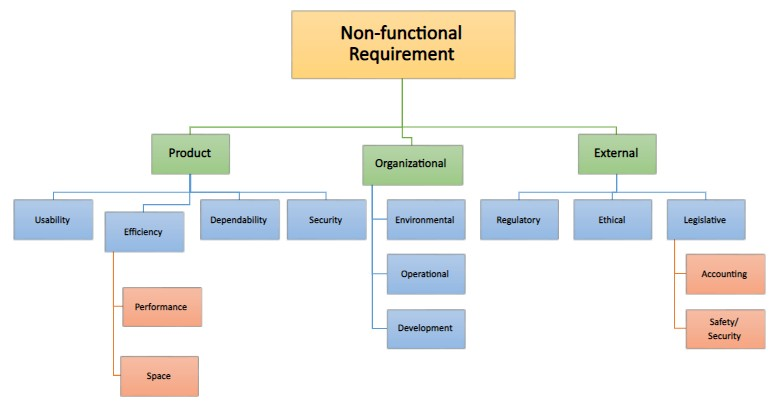 Non-functional
Requirement
Product
Organizational
External
Usability
Efficiency
Dependability
Security
Environmental
Regulatory
Ethical
Legislative
Operational
Accounting
Performance
Development
Safety/
Security
Space